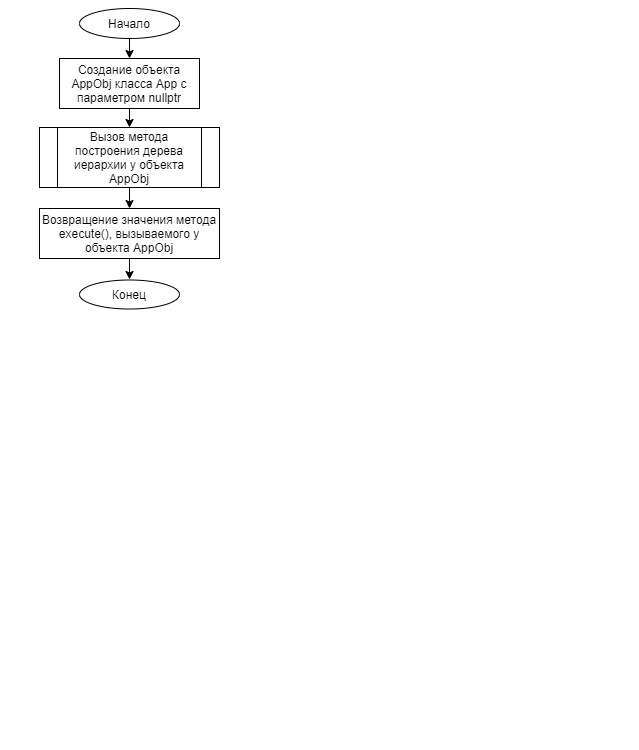 Начало
Создание объекта
AppObj класса App с
параметром nullptr
Вызов метода
построения дерева
иерархии у объекта
AppObj
Возвращение значения метода
execute(), вызываемого у
объекта AppObj
Конец